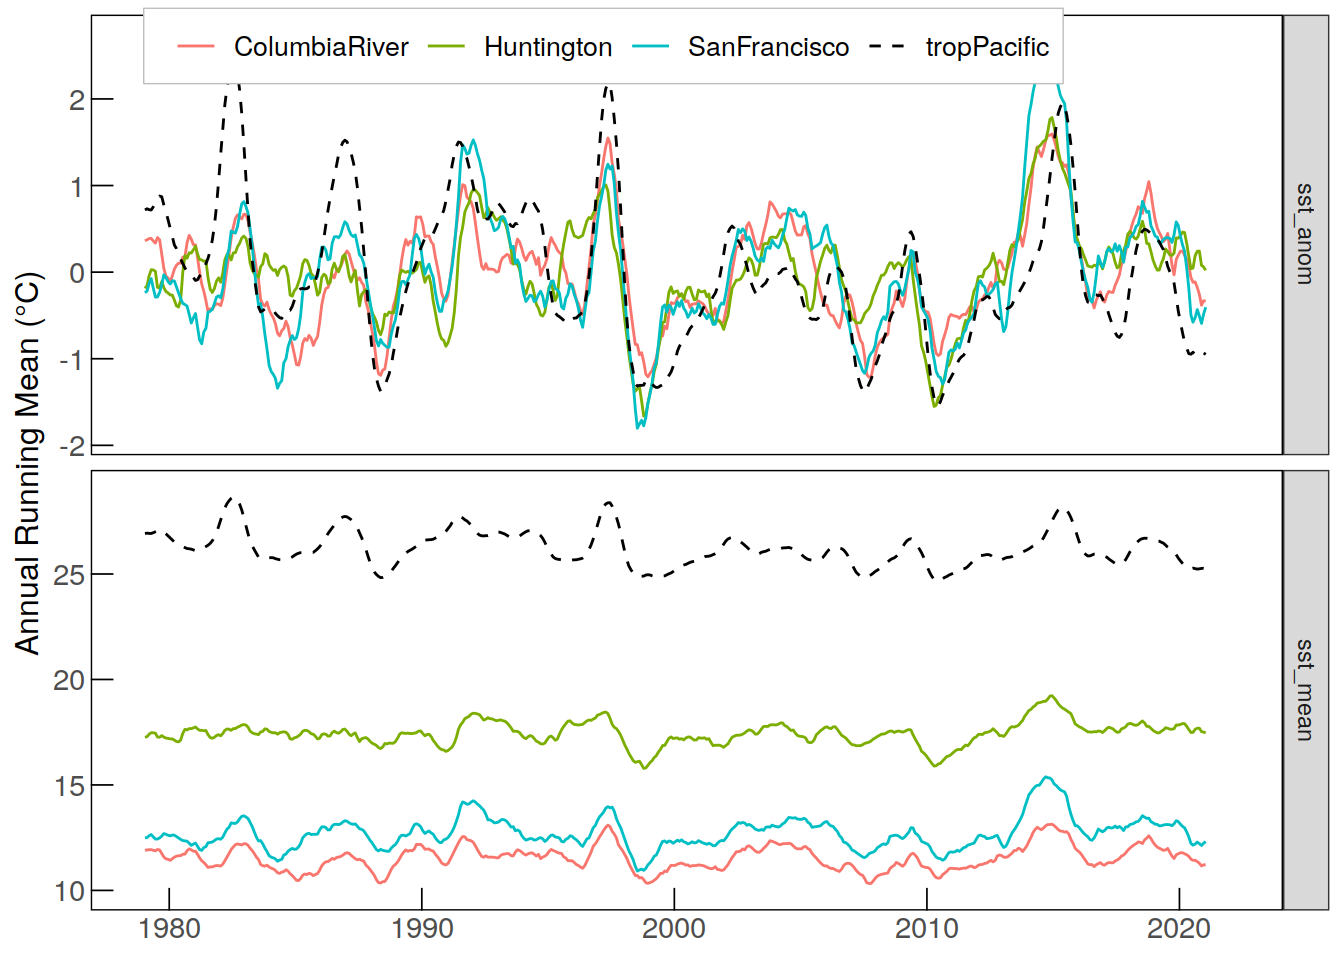 ColumbiaRiver Huntington SanFrancisco tropPacific
Annual Running Mean (°C)
2
1
0
-1
-2
sst_anom
25
20
15
10
sst_mean
1980 1990 2000 2010 2020